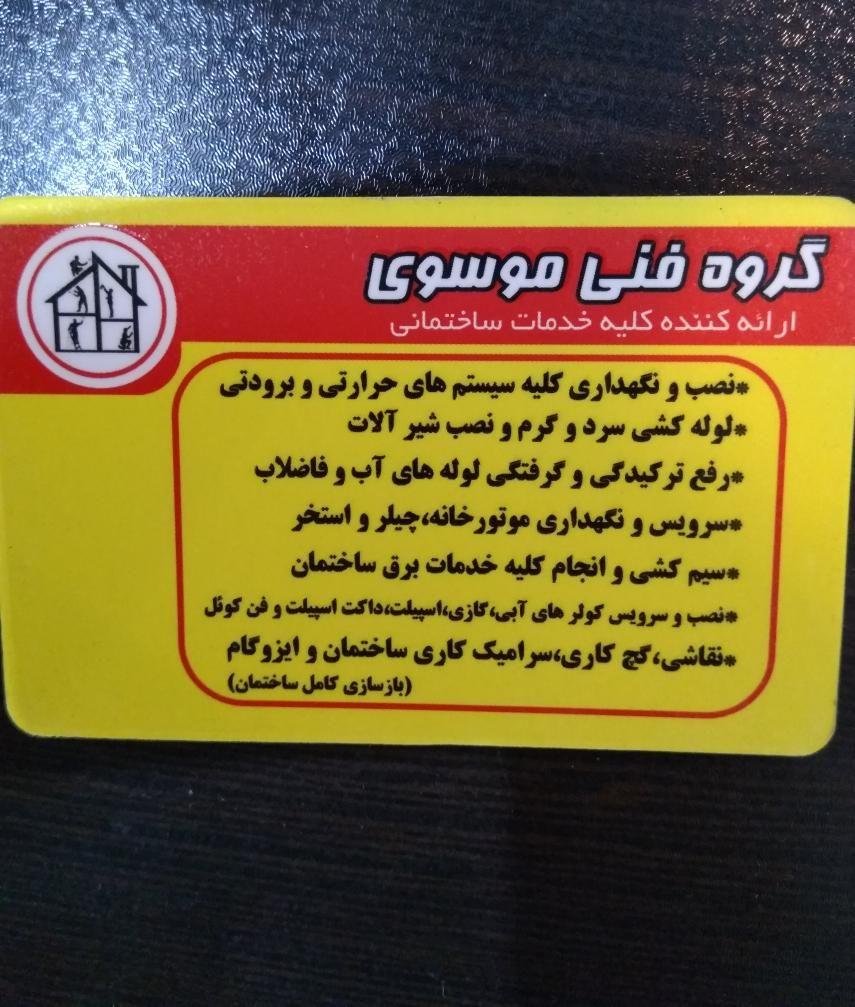 گروه فنی موسوی
ارائه کننده کلیه خدمات ساختمانی
*نصب و نگهداری کلیه سیستم های حرارتی و برودتی
*لوله کشی سرد و گرم و نصب شیر آلات
*رفع ترکیدگی و گرفتگی لوله های آب و فاضلاب
*سرویس و نگهداری موتورخانه،چیلر و استخر
*سیم کشی و انجام کلیه خدمات برق ساختمان
*نصب و سرویس کولر های آبی،گازی،اسپیلت،داکت اسپیلت و فن کوئل
*نقاشی،گچ کاری،سرامیک کاری ساختمان و ایزوگام
(بازسازی کامل ساختمان)